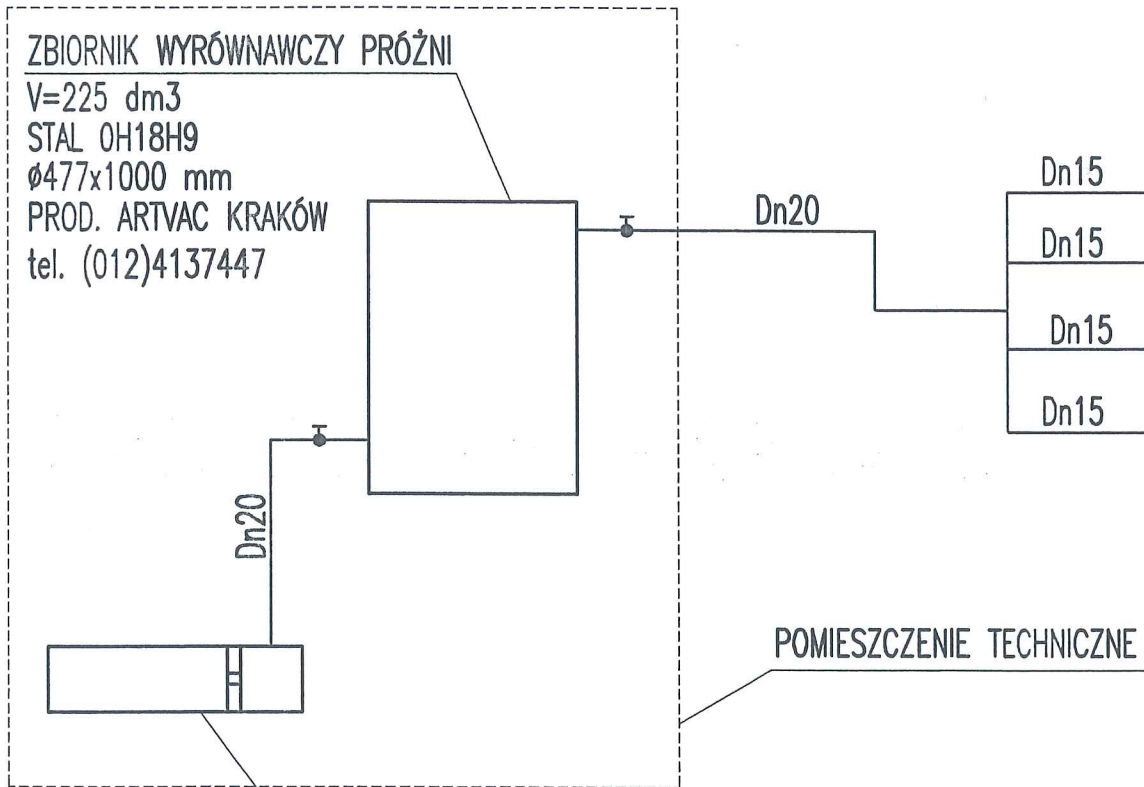 ZBIORNIK WYRÓWNAWCZY PRÓŻNI
V=225 dm3
STAL 0H18H9
ø477x1000 mm
PROD. ARTVAC KRAKÓW
tel. (012)4137447
Dn20
Dn15
Dn15
Dn15
Dn15
Dn20
POMIESZCZENIE TECHNICZNE